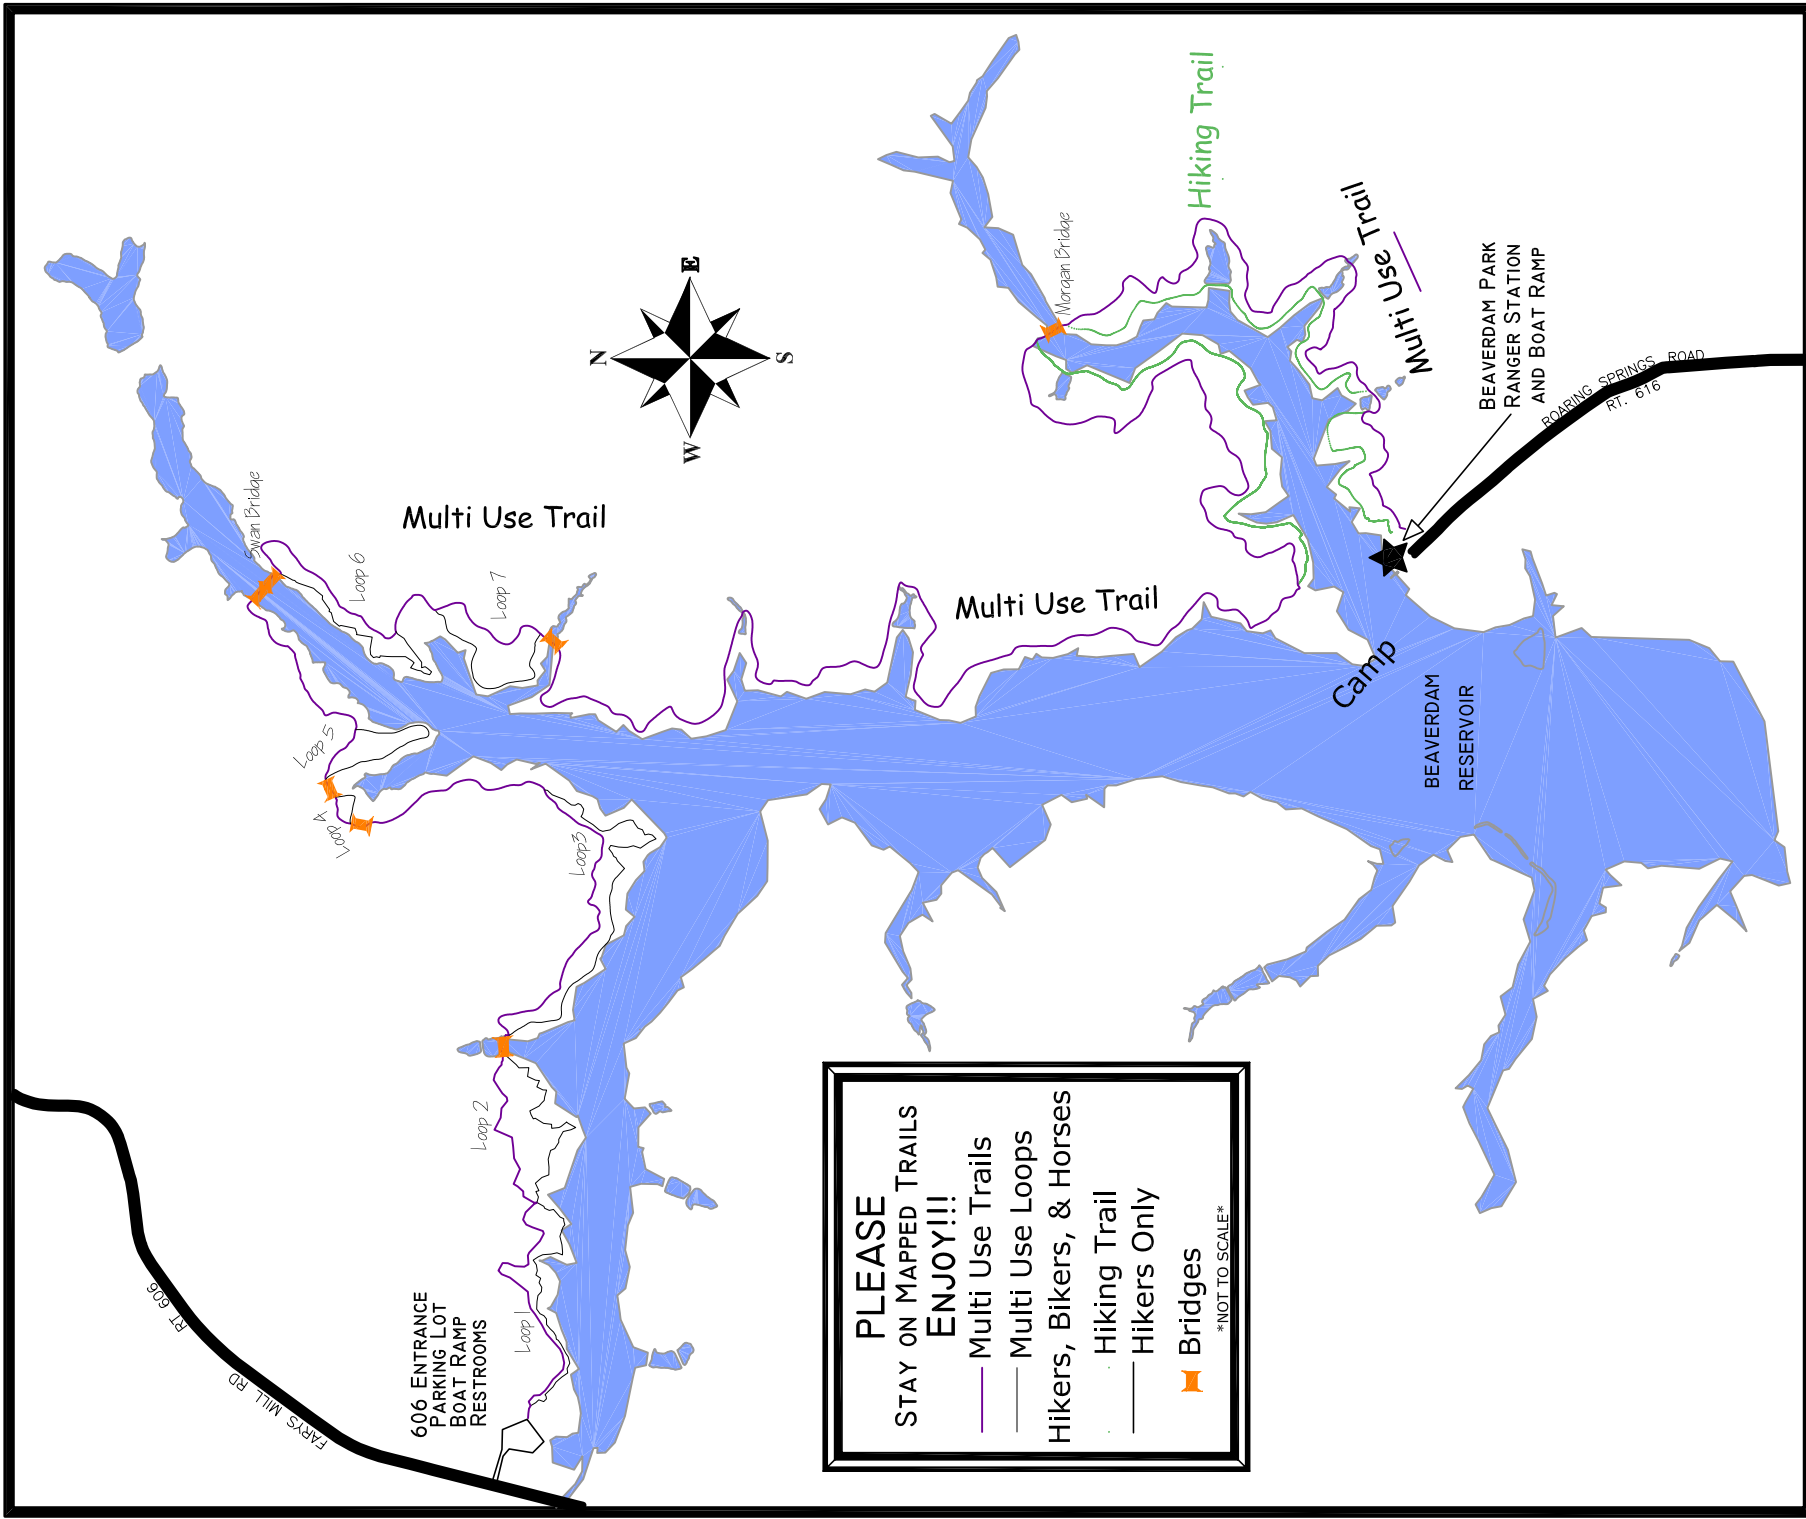 Hiking Trail
Morgan Bridge
Multi Use Trail
BEAVERDAM PARK
RANGER STATION
AND BOAT RAMP
ROARING SPRINGS ROAD
RT. 616
N
E
S
W
Swan Bridge
Multi Use Trail
Loop 6
Loop 7
Multi Use Trail
Camp
BEAVERDAM
RESERVOIR
Loop 5
Loop 4
Loop3
Loop 2
Loop 1
RT. 606
FARYS MILL RD
606 ENTRANCE
PARKING LOT
BOAT RAMP
RESTROOMS
PLEASE
STAY ON MAPPED TRAILS
ENJOY!!!
Multi Use Trails
Multi Use Loops
Hikers, Bikers, & Horses
Hiking Trail
Hikers Only
Bridges
*NOT TO SCALE*